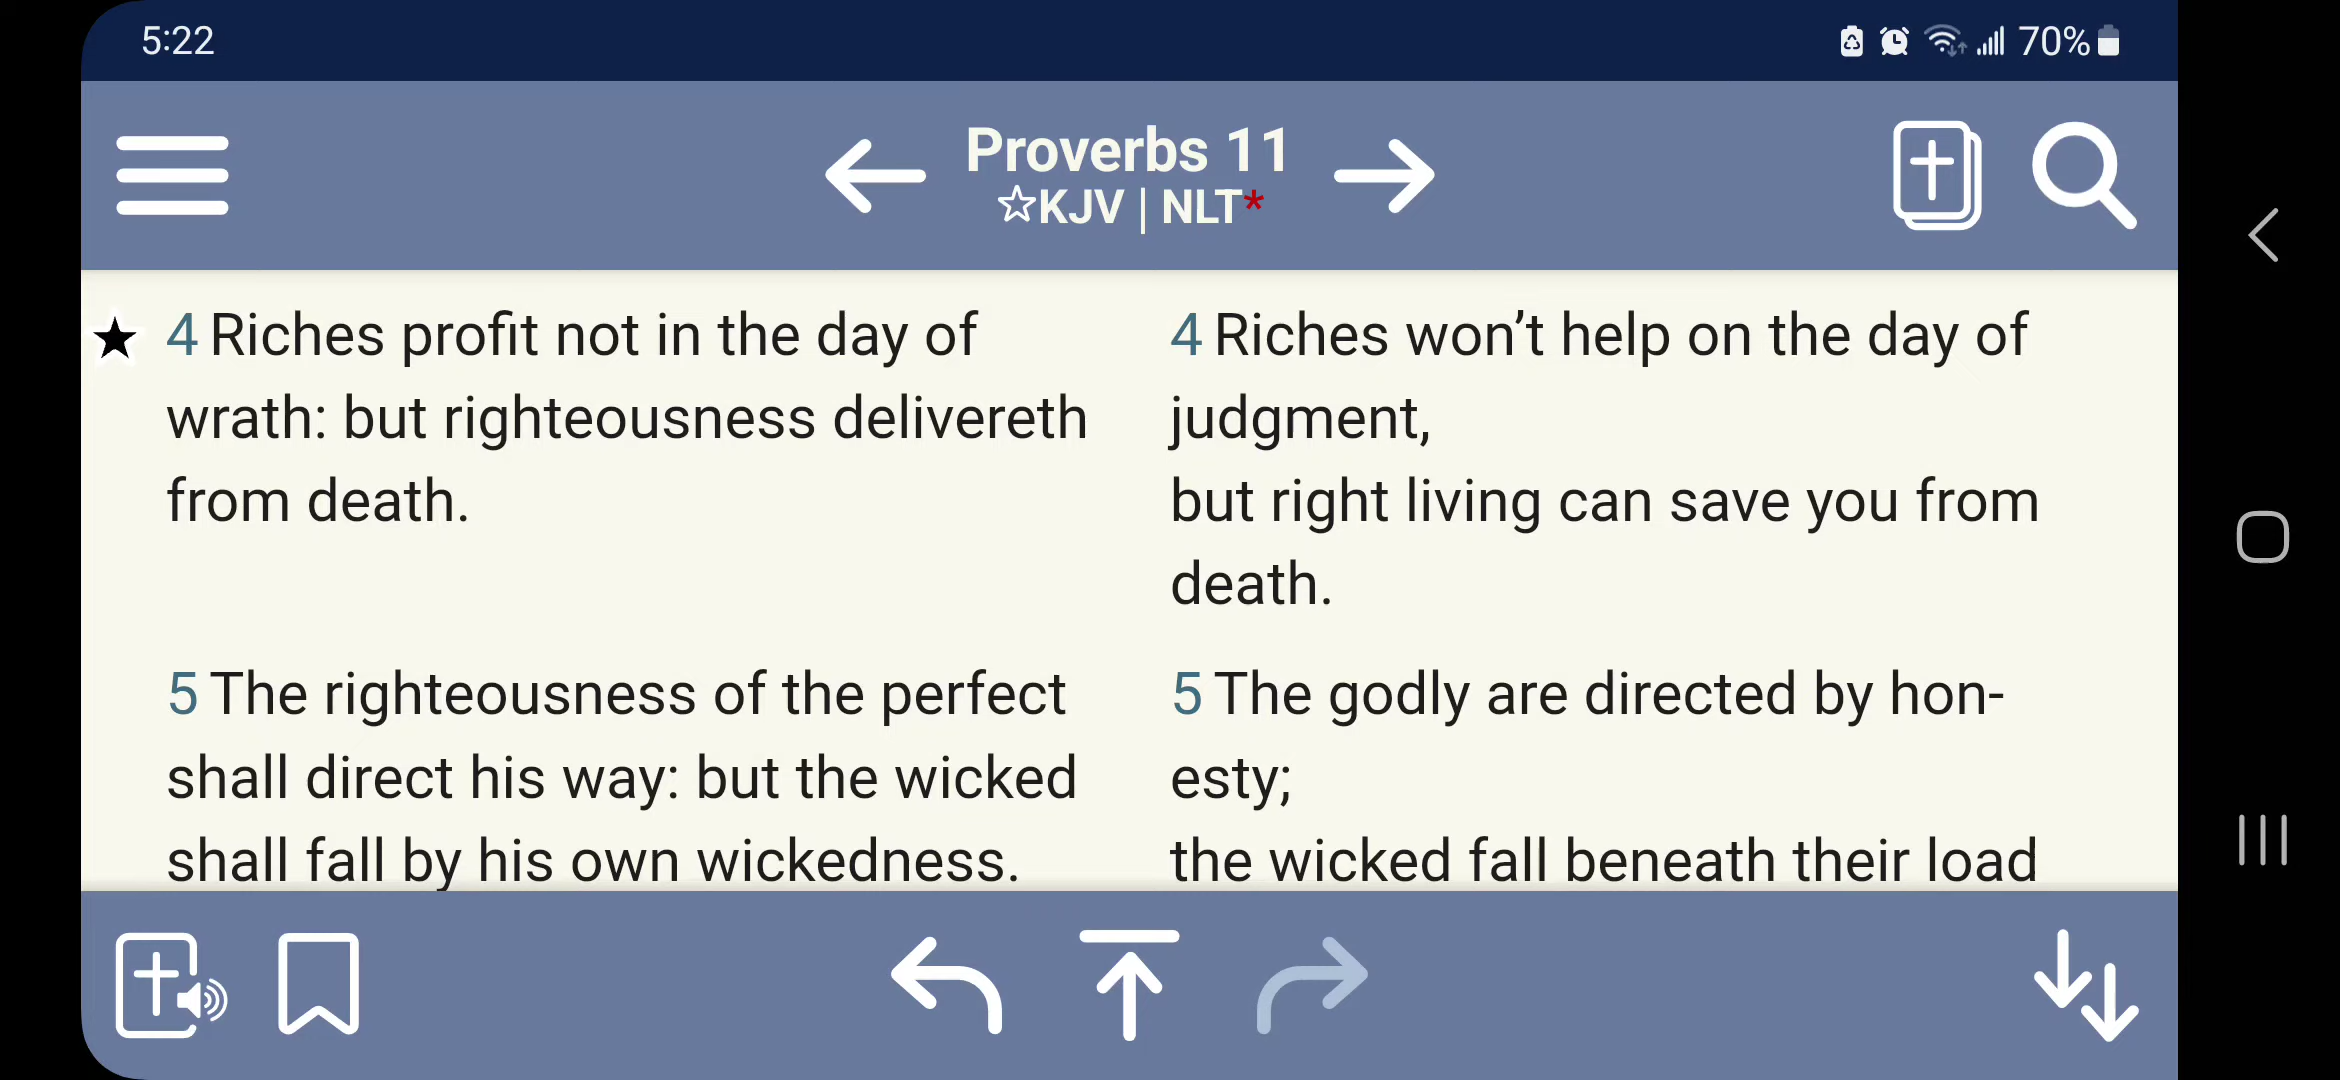 5:22
70%
Proverbs 11
☆KJV | NLT*
4 Riches profit not in the day of
wrath: but righteousness delivereth
from death.
5 The righteousness of the perfect
shall direct his way: but the wicked
shall fall by his own wickedness.
4 Riches won’t help on the day of
judgment,
but right living can save you from
death.
5 The godly are directed by hon-
esty;
the wicked fall beneath their load